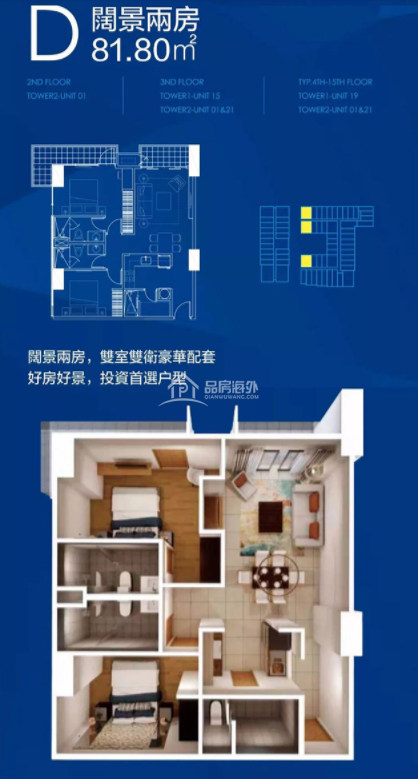 D
闊景兩房
81.80㎡
2ND FLOOR
TOWER2-UNIT 01
3ND FLOOR
TOWER1-UNIT 15
TOWER2-UNIT 01&21
TYP.4TH-15TH FLOOR
TOWER1-UNIT 19
TOWER2-UNIT 01&21
闊景兩房，雙室雙衛豪華配套
好房好景，投資首選户型
品房海外
QIANWUWANG.COM